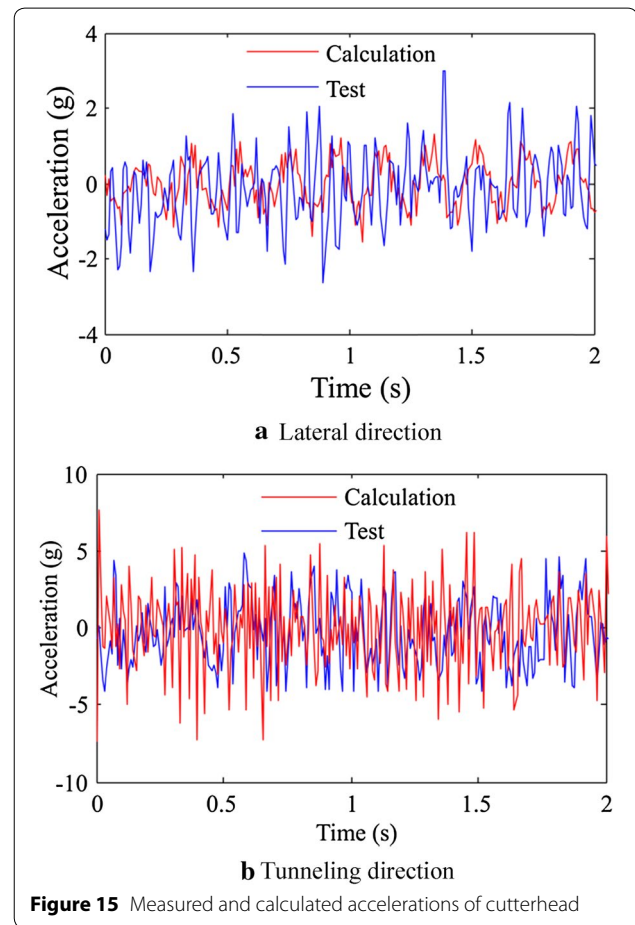 4
2
0
-2
-4
Acceleration (g)
Calculation
Test
0 0.5 1 1.5 2
Time (s)
a Lateral direction
10
5
0
-5
-10
Acceleration (g)
Calculation
Test
0 0.5 1 1.5 2
Time (s)
b Tunneling direction
Figure 15 Measured and calculated accelerations of cutterhead